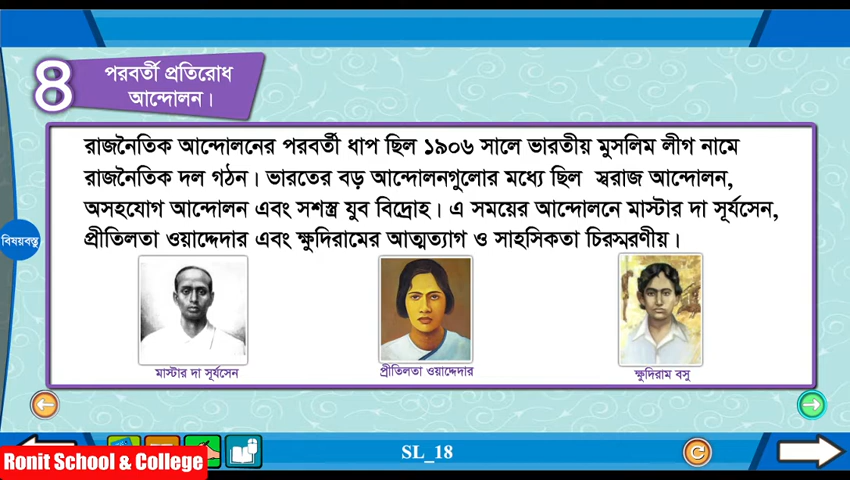 ৪
পরবর্তী প্রতিরোধ
আন্দোলন।
রাজনৈতিক আন্দোলনের পরবর্তী ধাপ ছিল ১৯০৬ সালে ভারতীয় মুসলিম লীগ নামে
রাজনৈতিক দল গঠন। ভারতের বড় আন্দোলনগুলোর মধ্যে ছিল স্বরাজ আন্দোলন,
অসহযোগ আন্দোলন এবং সশস্ত্র যুব বিদ্রোহ। এ সময়ের আন্দোলনে মাস্টার দা সূর্যসেন,
প্রীতিলতা ওয়াদ্দেদার এবং ক্ষুদিরামের আত্মত্যাগ ও সাহসিকতা চিরস্মরণীয়।
বিষয়বস্তু
মাস্টার দা সূর্যসেন
প্রীতিলতা ওয়াদ্দেদার
ক্ষুদিরাম বসু
SL_18
Ronit School & College